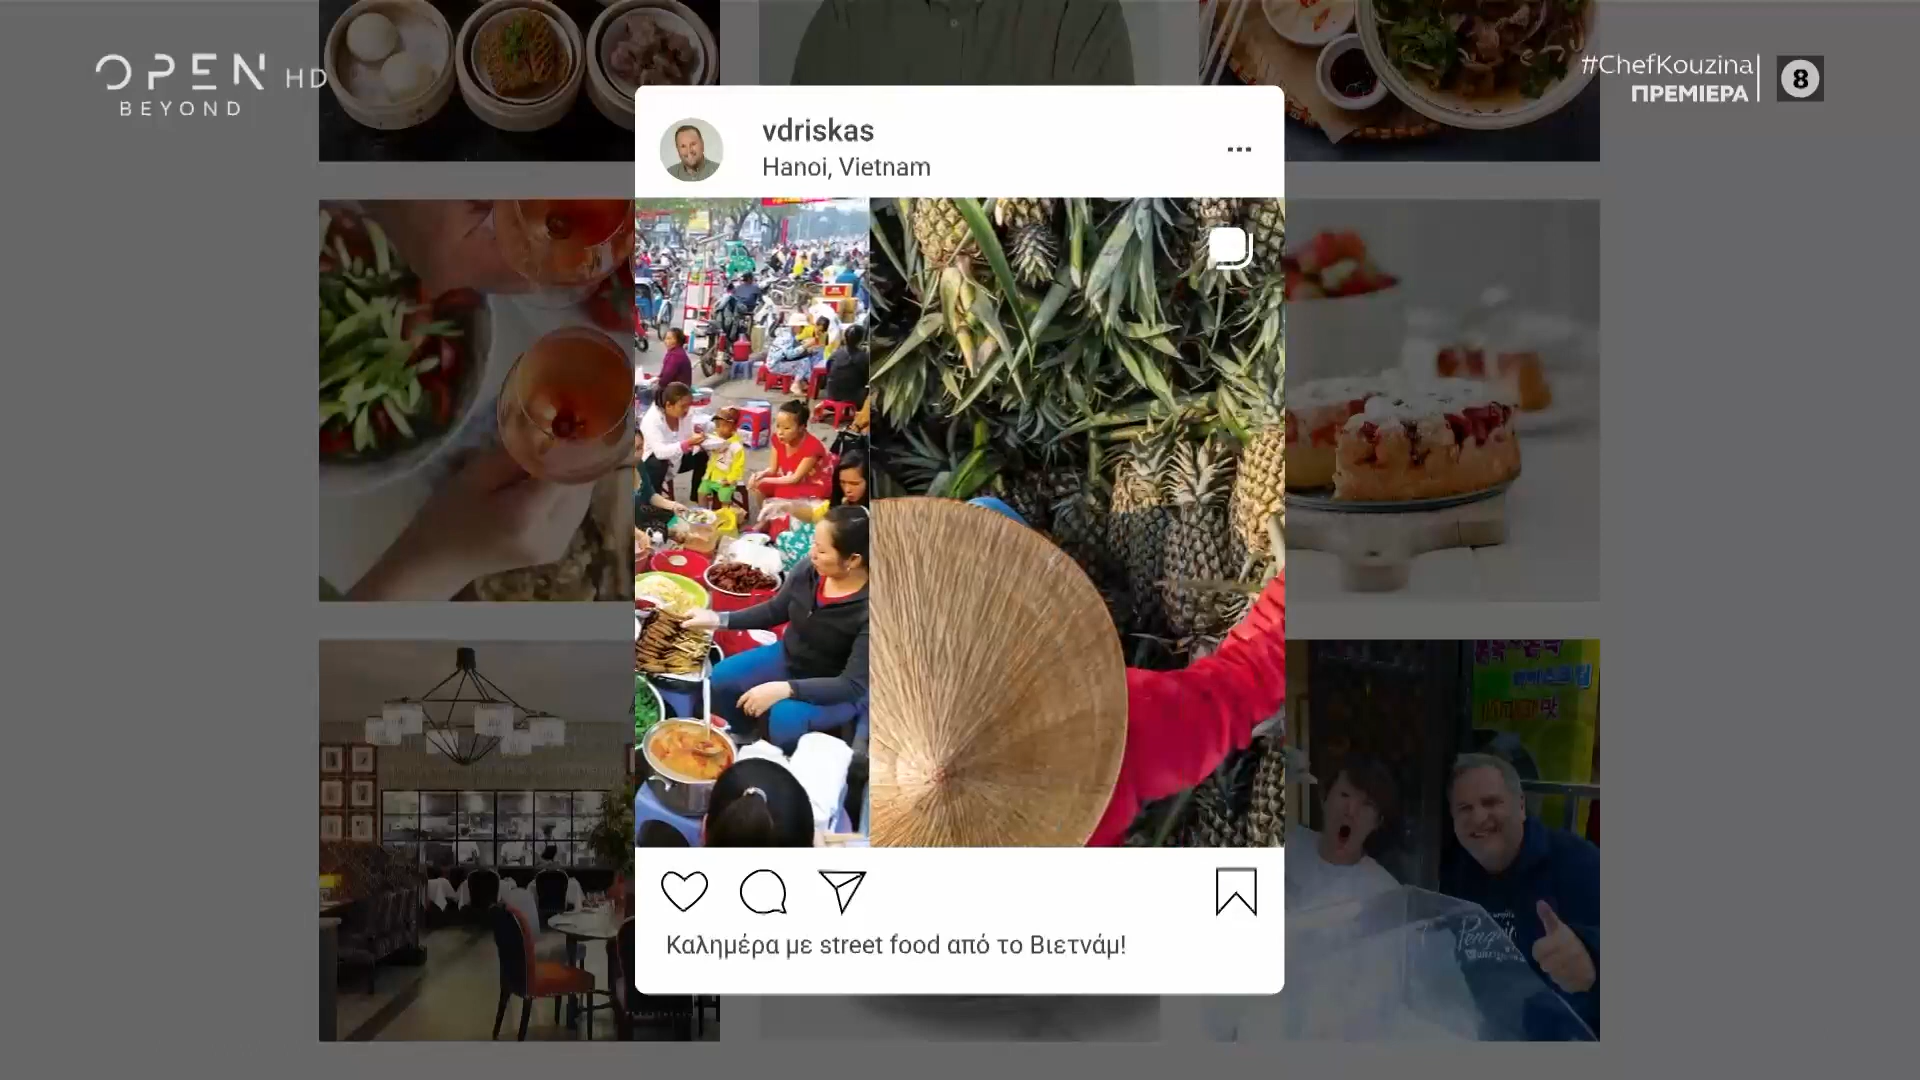 OPEN HD
BEYOND
#ChefKouzina
ΠΡΕΜΙΕΡΑ
8
vdriskas
Hanoi, Vietnam
Καλημέρα με street food από το Βιετνάμ!